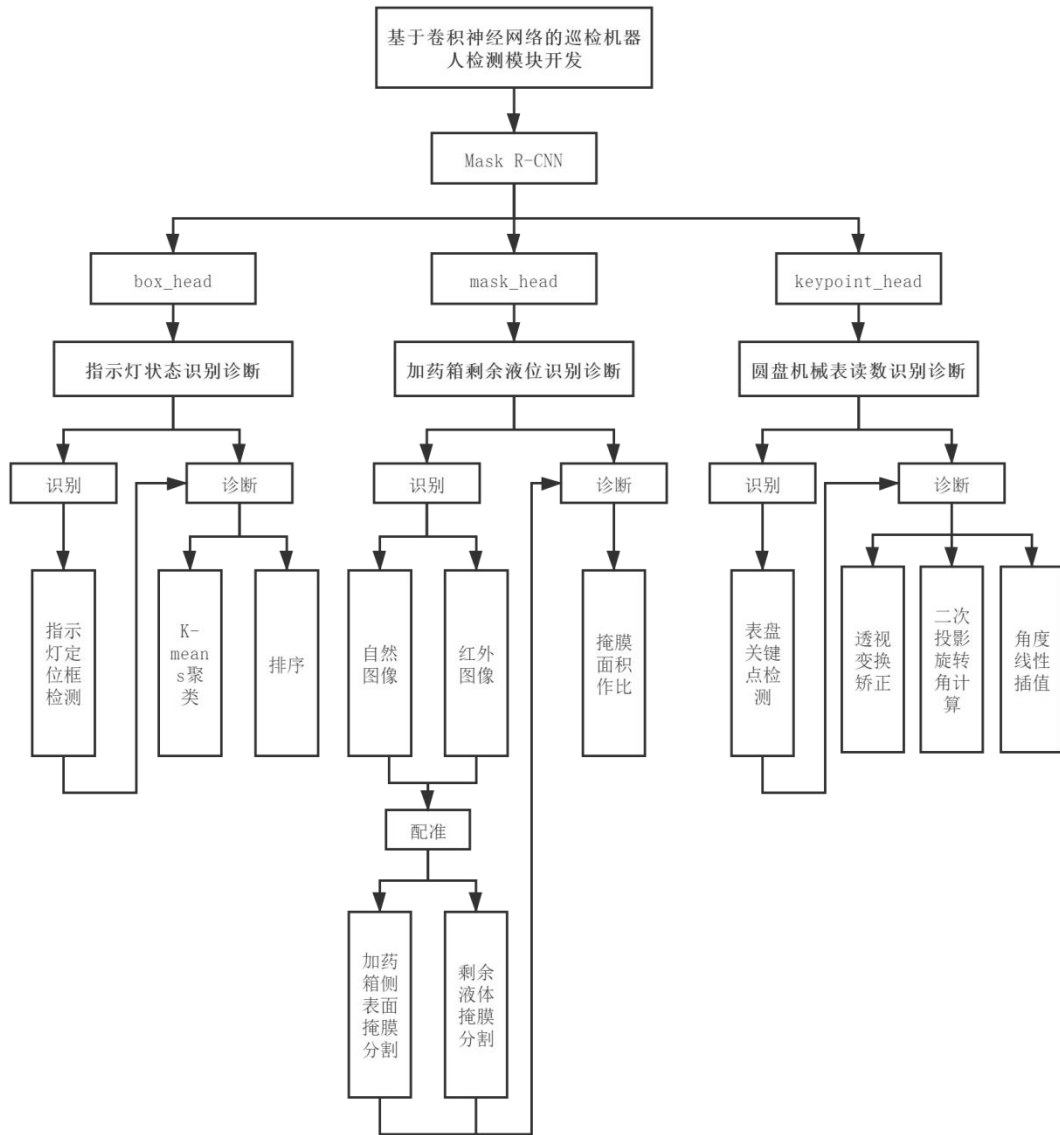 基于卷积神经网络的巡检机器
人检测模块开发
Mask R-CNN
box_head
mask_head
keypoint_head
指示灯状态识别诊断
加药箱剩余液位识别诊断
圆盘机械表读数识别诊断
识别
诊断
识别
诊断
识别
诊断
指示
灯定
位框
检测
K-
mean
s聚
类
排序
自然
图像
红外
图像
掩膜
面积
作比
表盘
关键
点检
测
透视
变换
矫正
二次
投影
旋转
角计
算
角度
线性
插值
配准
加药
箱侧
表面
掩膜
分割
剩余
液体
掩膜
分割